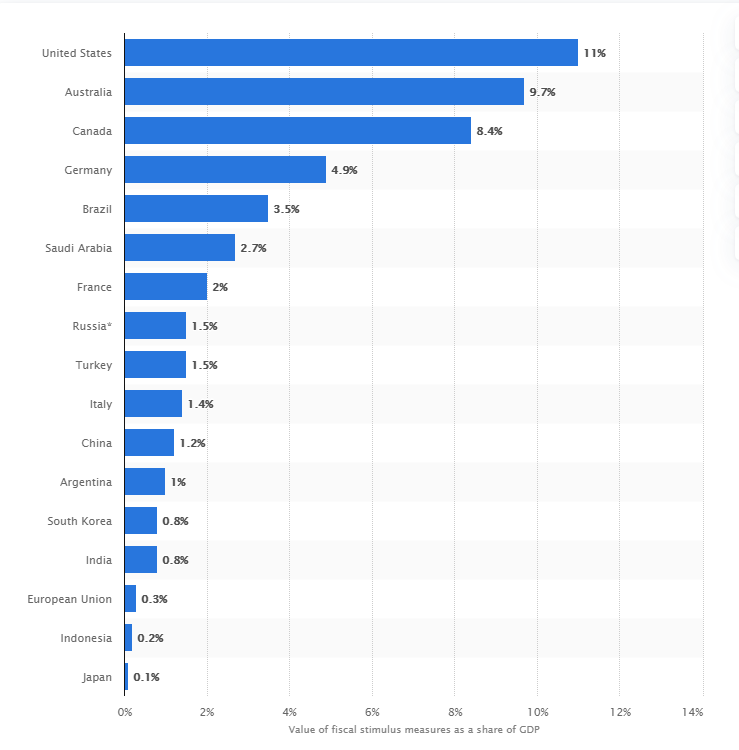 United States 11%
Australia 9.7%
Canada 8.4%
Germany 4.9%
Brazil 3.5%
Saudi Arabia 2.7%
France 2%
Russia* 1.5%
Turkey 1.5%
Italy 1.4%
China 1.2%
Argentina 1%
South Korea 0.8%
India 0.8%
European Union 0.3%
Indonesia 0.2%
Japan 0.1%
0% 2% 4% 6% 8% 10% 12% 14%
Value of fiscal stimulus measures as a share of GDP